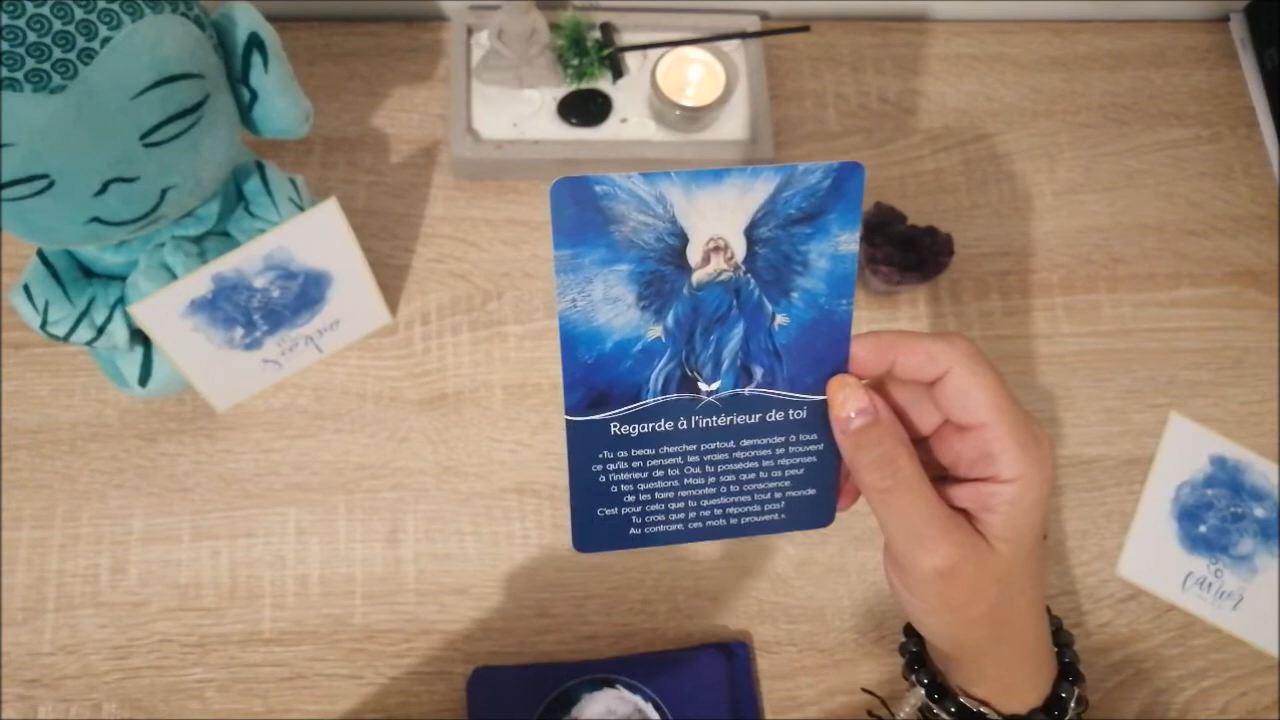 Regarde à l'intérieur de toi
«Tu as beau chercher partout, demander à tous
ce qu'ils en pensent, les vraies réponses se trouvent
à l'intérieur de toi. Oui, tu possèdes les réponses
à tes questions. Mais je sais que tu as peur
de les faire remonter à ta conscience.
C'est pour cela que tu questionnes tout le monde.
Tu crois que je ne te réponds pas?
Au contraire, ces mots le prouvent.»
cancer